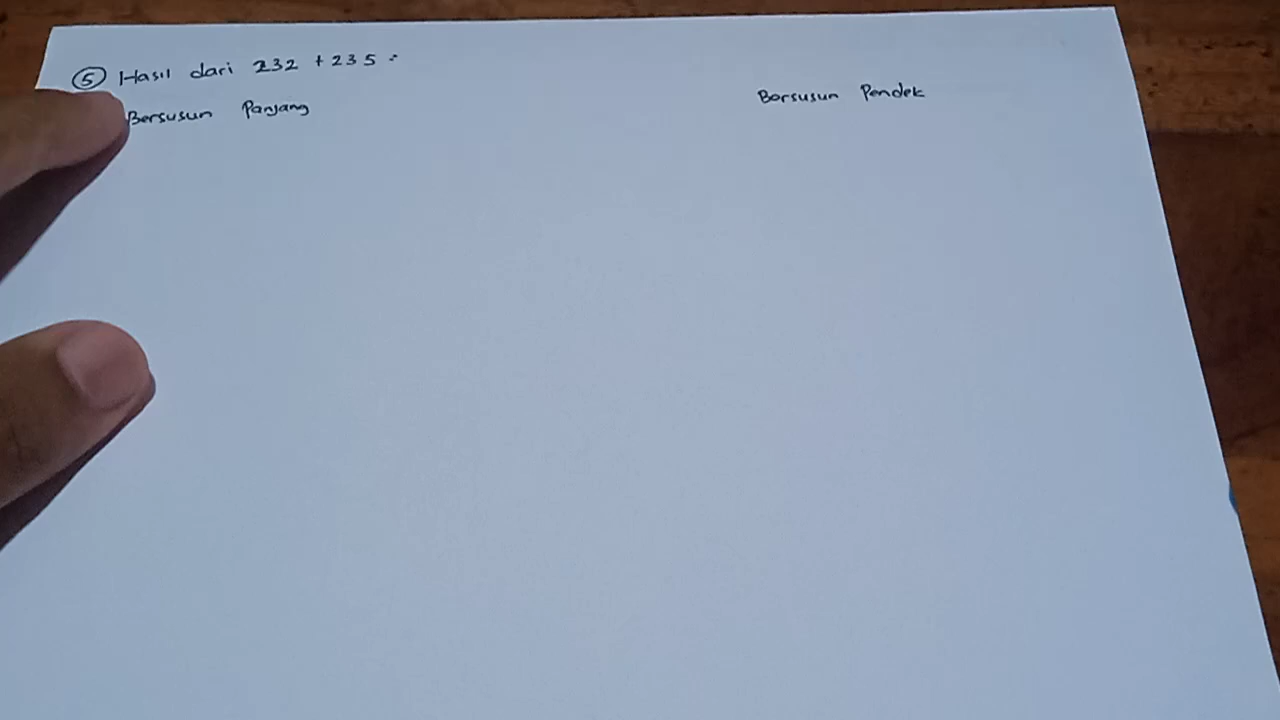 ⑤ Hasil dari 232 + 235 =
Bersusun Panjang
Bersusun Pendek